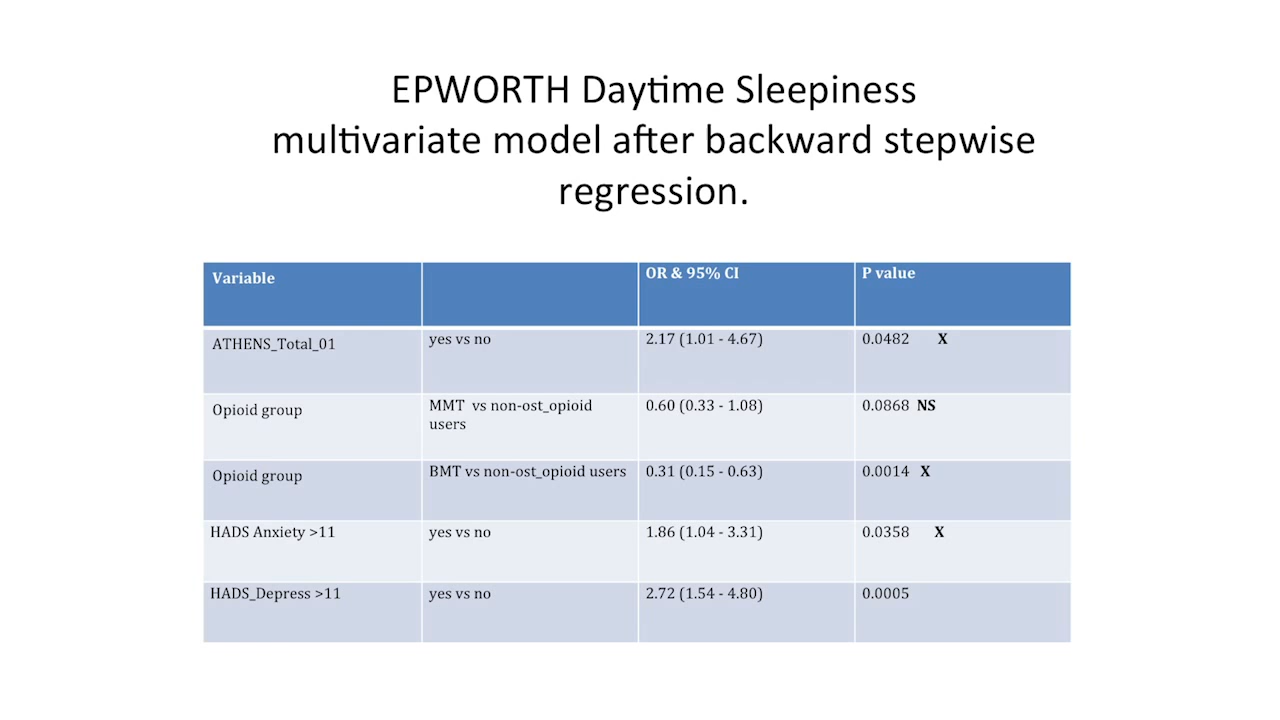 EPWORTH Daytime Sleepiness
multivariate model after backward stepwise
regression.
Variable OR & 95% CI P value
ATHENS_Total_01 yes vs no 2.17 (1.01 - 4.67) 0.0482 X
Opioid group MMT vs non-ost_opioid users 0.60 (0.33 - 1.08) 0.0868 NS
Opioid group BMT vs non-ost_opioid users 0.31 (0.15 - 0.63) 0.0014 X
HADS Anxiety >11 yes vs no 1.86 (1.04 - 3.31) 0.0358 X
HADS_Depress >11 yes vs no 2.72 (1.54 - 4.80) 0.0005